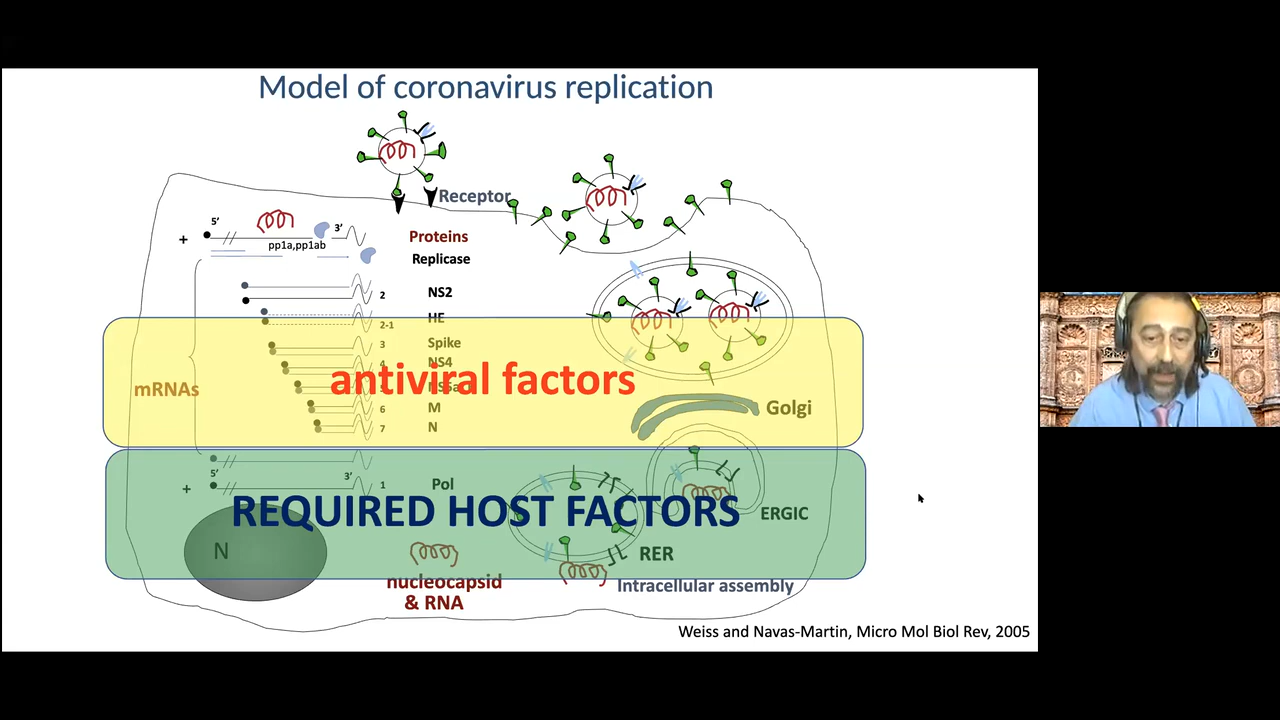 Model of coronavirus replication
Receptor
5’
3’
+
pp1a,pp1ab
Proteins
Replicase
2
NS2
2-1
HE
3
Spike
4
NS4
NS5a
mRNAs
antiviral factors
6
M
7
N
Golgi
5’
3’
+
1
Pol
REQUIRED HOST FACTORS
ERGIC
N
RER
nucleocapsid
& RNA
Intracellular assembly
Weiss and Navas-Martin, Micro Mol Biol Rev, 2005